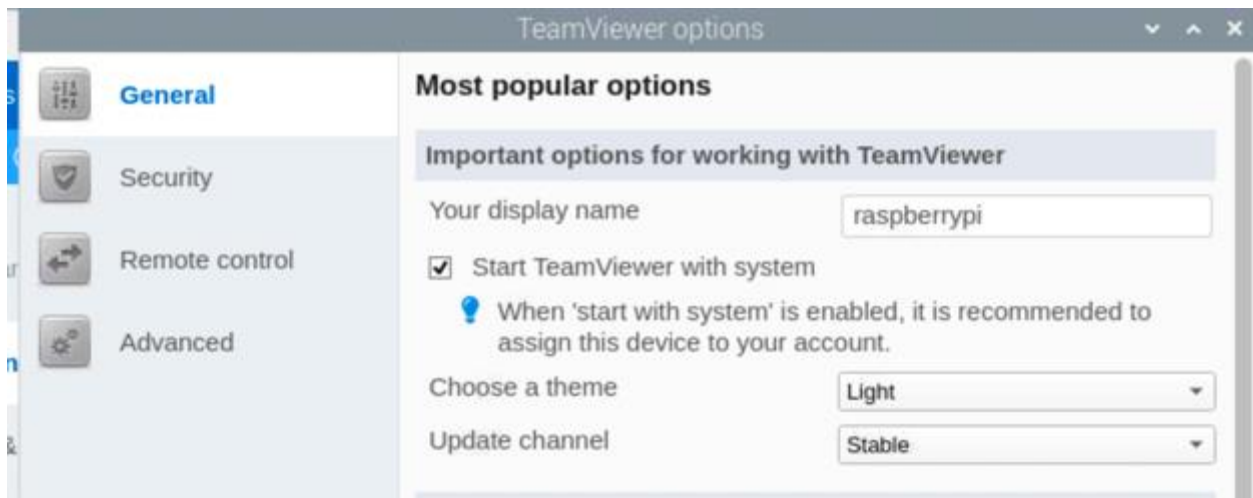 TeamViewer options
General
Security
Remote control
Advanced
Most popular options
Important options for working with TeamViewer
Your display name
raspberrypi
Start TeamViewer with system
When 'start with system' is enabled, it is recommended to
assign this device to your account.
Choose a theme
Light
Update channel
Stable